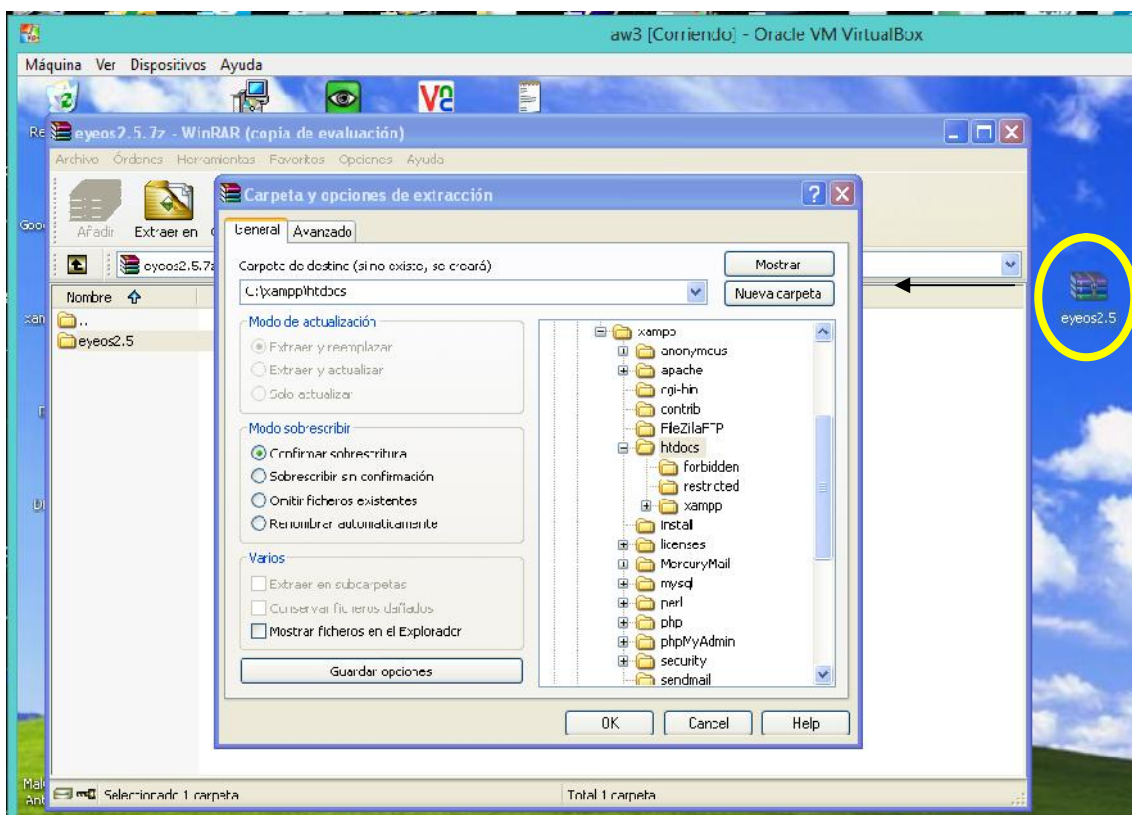 aw3 [Corriendo] - Oracle VM VirtualBox
Máquina Ver Dispositivos Ayuda
eyeos2.5.7z - WinRAR (copia de evaluación)
Archivo Órdenes Herramientas Favoritos Opciones Ayuda
Añadir Extraer en
eyeos2.5.7z
Nombre
..
eyeos2.5
Carpeta y opciones de extracción
General Avanzado
Carpeta de destino (si no existe, se creará)
Mostrar
C:\xampp\htdocs
Nueva carpeta
Modo de actualización
Extraer y reemplazar
Extraer y actualizar
Solo actualizar
Modo sobrescribir
Confirmar sobrescritura
Sobrescribir sin confirmación
Omitir ficheros existentes
Renombrar automaticamente
Varios
Extraer en subcarpetas
Conservar ficheros dañados
Mostrar ficheros en el Explorador
Guardar opciones
xampp
anonymous
apache
cgi-bin
contrib
FileZillaFTP
htdocs
forbidden
restricted
xampp
install
licenses
MercuryMail
mysql
perl
php
phpMyAdmin
security
sendmail
OK Cancel Help
Seleccionado 1 carpeta
Total 1 carpeta
eyeos2.5